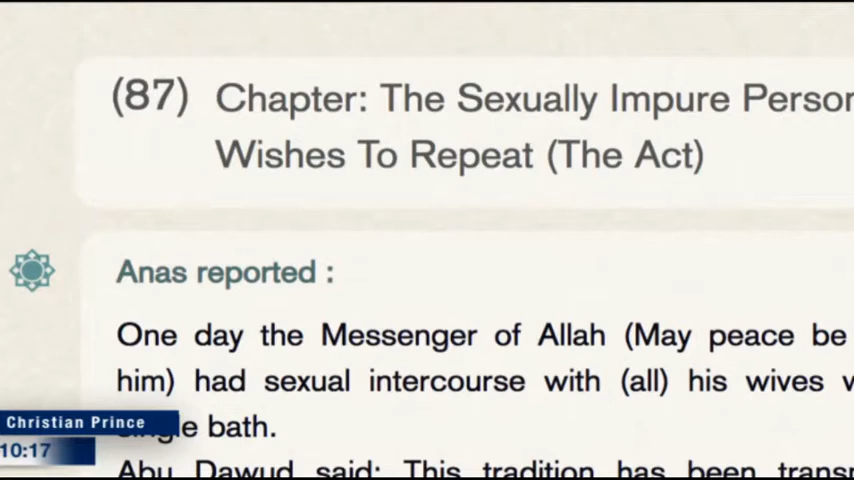 (87) Chapter: The Sexually Impure Person
Wishes To Repeat (The Act)
Anas reported :
One day the Messenger of Allah (May peace be
him) had sexual intercourse with (all) his wives
bath.
Christian Prince
10:17
Abu Dawud said: This tradition has been